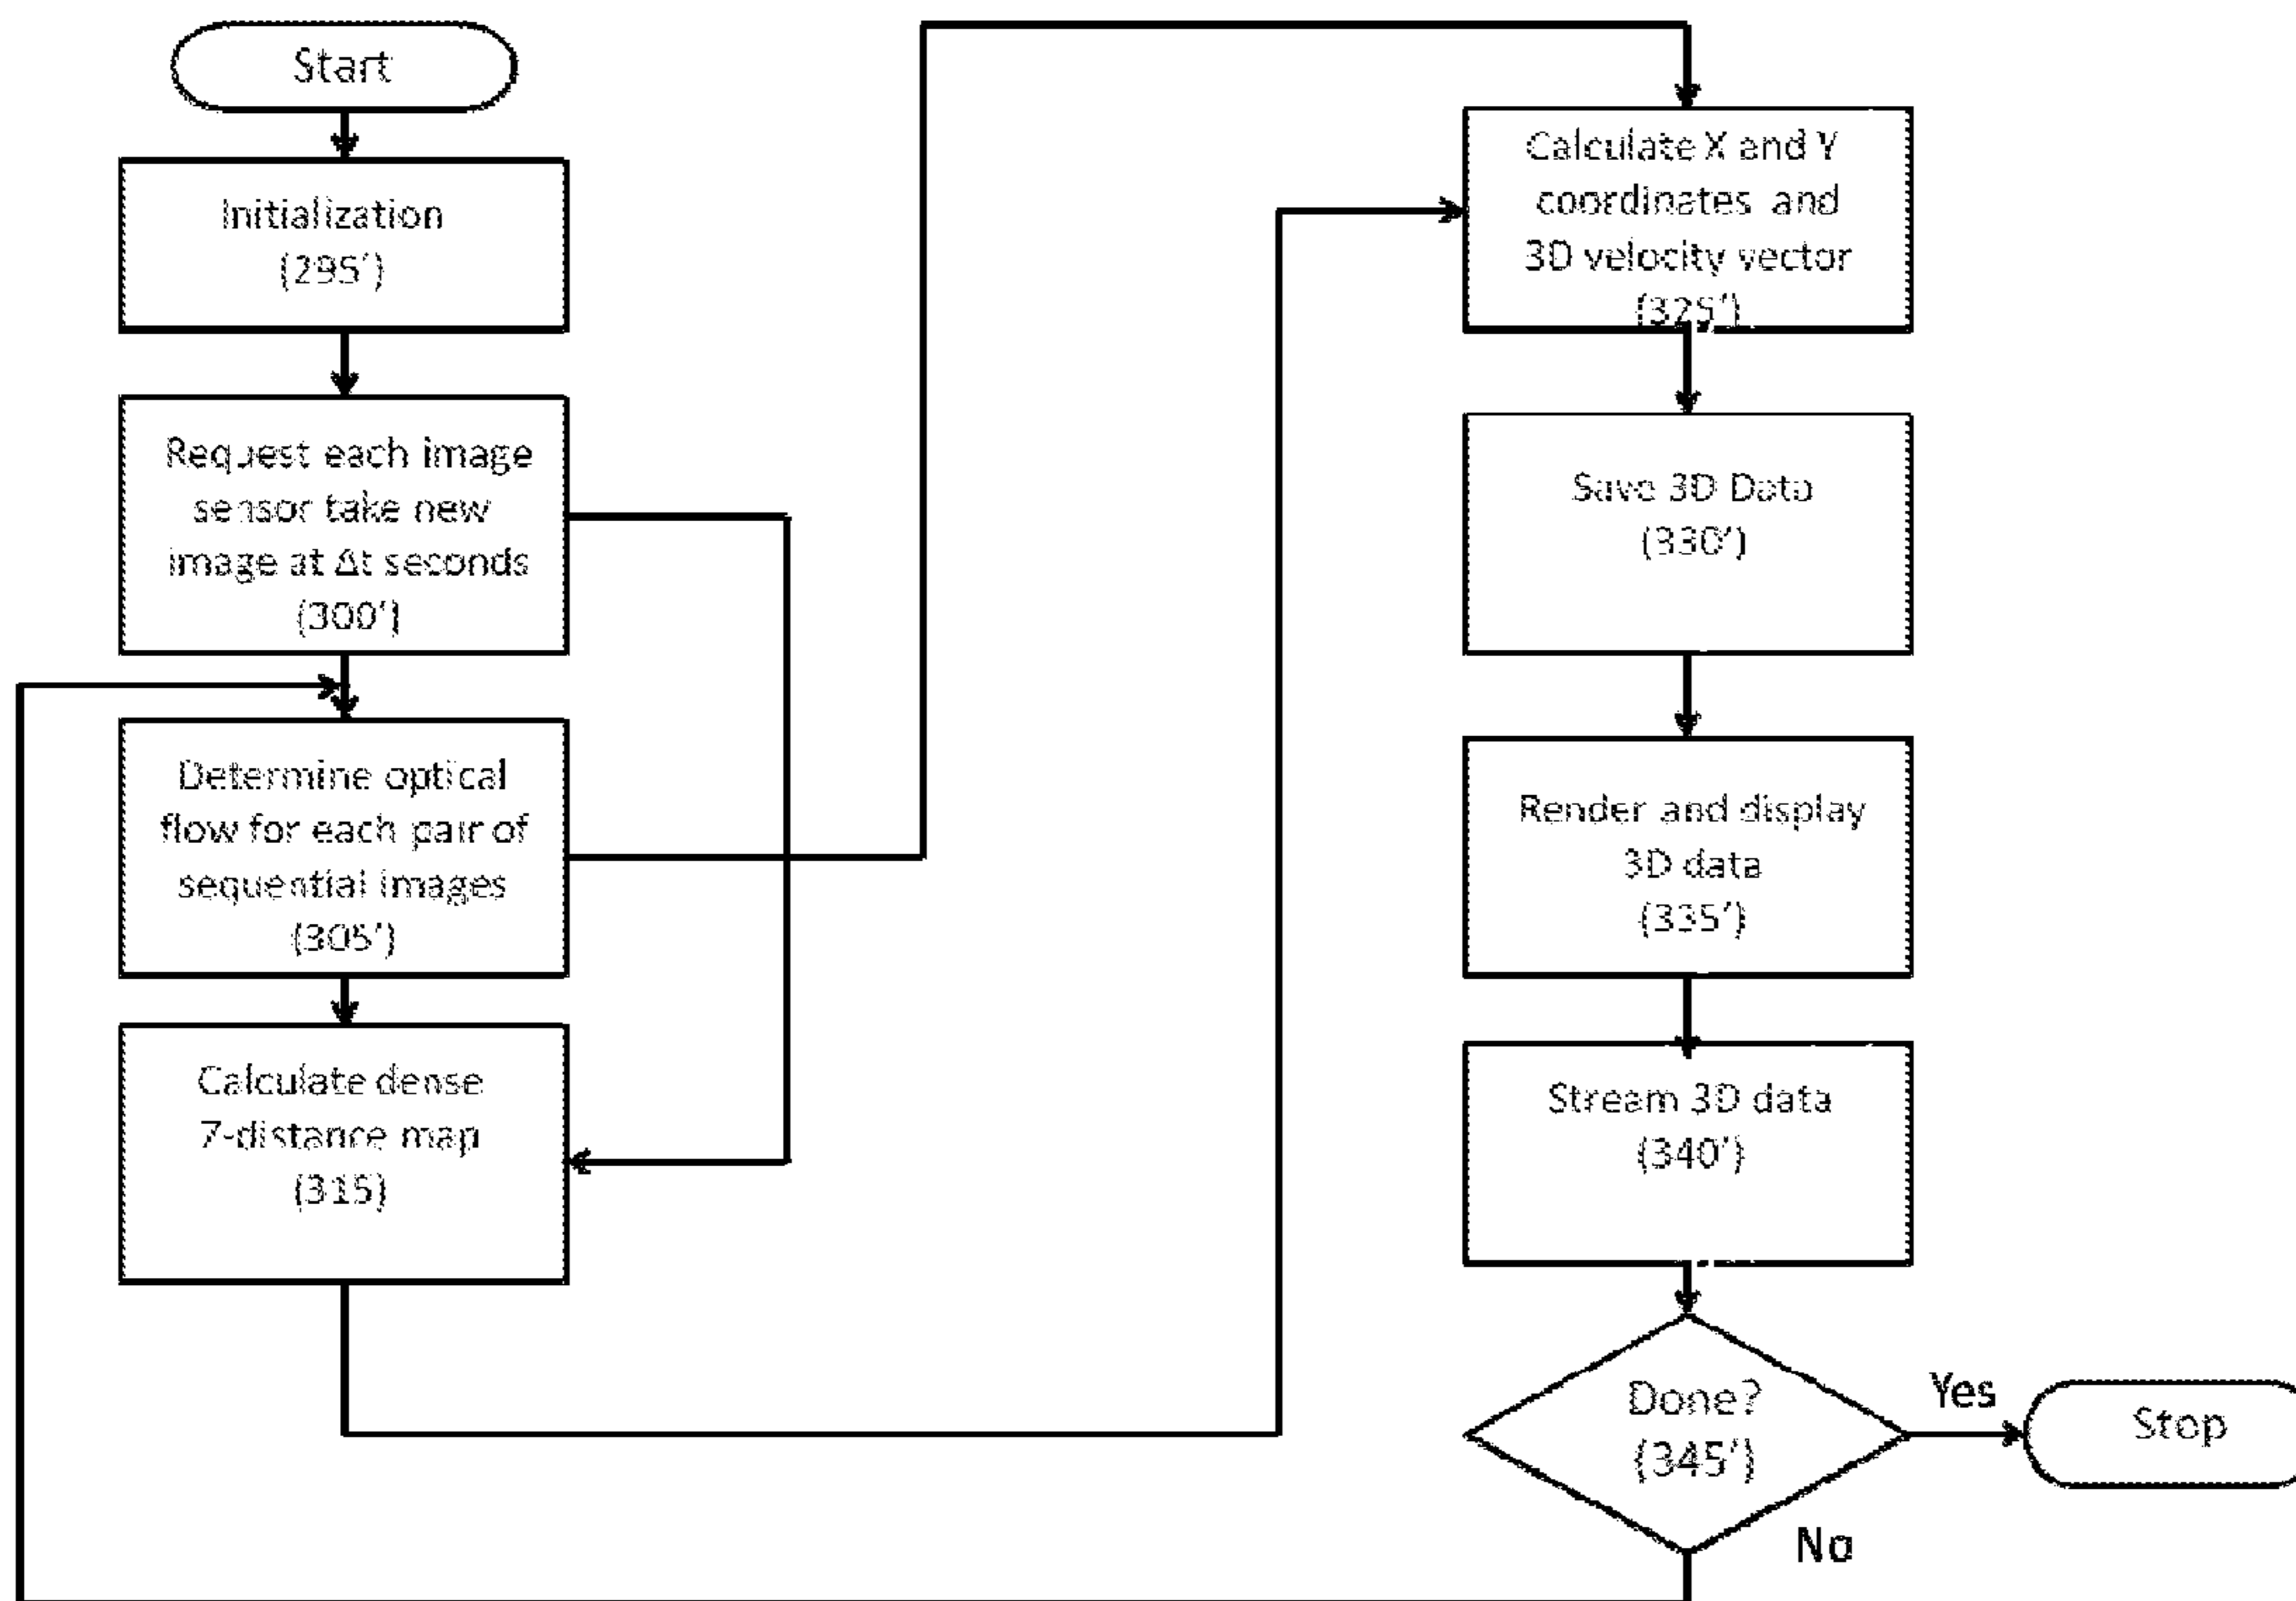 Start
Initialization
(295')
Request each image
sensor take new
image at Δt seconds
(300')
Determine optical
flow for each pair of
sequential images
(305')
Calculate dense
Z-distance map
(315)
Calculate X and Y
coordinates and
3D velocity vector
(325')
Save 3D Data
(330')
Render and display
3D data
(335')
Stream 3D data
(340')
Done?
(345')
Yes
Stop
No